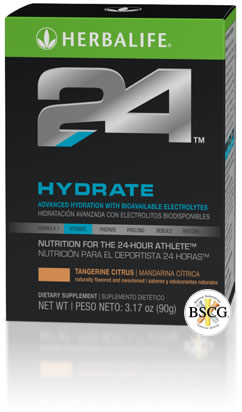 HERBALIFE®
24™
HYDRATE
ADVANCED HYDRATION WITH BIOAVAILABLE ELECTROLYTES
HIDRATACIÓN AVANZADA CON ELECTROLITOS BIODISPONIBLES
FORMULA 1 HYDRATE PREPARE PROLONG REBUILD RESTORE
NUTRITION FOR THE 24-HOUR ATHLETE™
NUTRICIÓN PARA EL DEPORTISTA 24 HORAS™
TANGERINE CITRUS | MANDARINA CÍTRICA
naturally flavored and sweetened | sabores y edulcorantes naturales
DIETARY SUPPLEMENT | SUPLEMENTO DIETÉTICO
NET WT | PESO NETO: 3.17 oz (90g)
BSCG